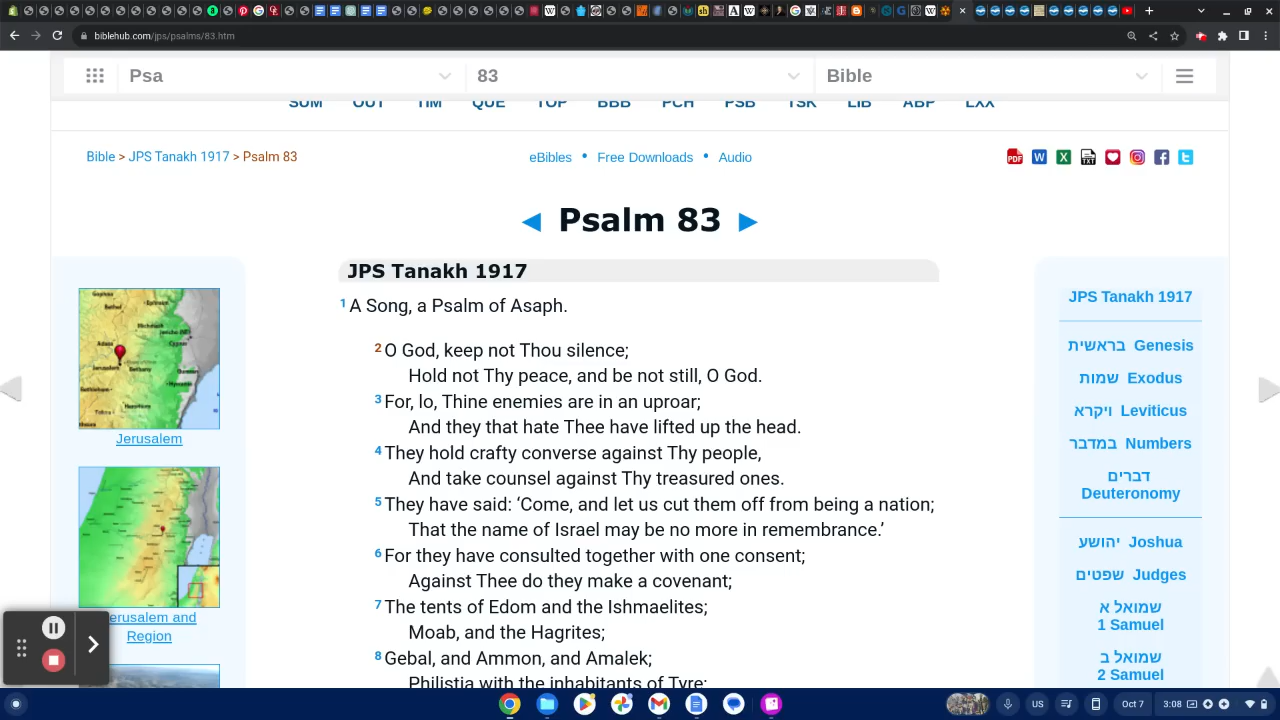 biblehub.com/jps/psalms/83.htm
Psa
83
Bible
SUM OUT TIM QUE TOP BBB PCH PSB TSK LIB ABP LXX
Bible > JPS Tanakh 1917 > Psalm 83
eBibles • Free Downloads • Audio
PDF W X TXT
◄ Psalm 83 ►
JPS Tanakh 1917
1 A Song, a Psalm of Asaph.
2 O God, keep not Thou silence;
Hold not Thy peace, and be not still, O God.
3 For, lo, Thine enemies are in an uproar;
And they that hate Thee have lifted up the head.
4 They hold crafty converse against Thy people,
And take counsel against Thy treasured ones.
5 They have said: ‘Come, and let us cut them off from being a nation;
That the name of Israel may be no more in remembrance.’
6 For they have consulted together with one consent;
Against Thee do they make a covenant;
7 The tents of Edom and the Ishmaelites;
Moab, and the Hagrites;
8 Gebal, and Ammon, and Amalek;
Philistia with the inhabitants of Tyre;
Jerusalem
Jerusalem and
Region
JPS Tanakh 1917
בראשית Genesis
שמות Exodus
ויקרא Leviticus
במדבר Numbers
דברים
Deuteronomy
יהושע Joshua
שפטים Judges
שמואל א
1 Samuel
שמואל ב
2 Samuel
US
Oct 7
3:08